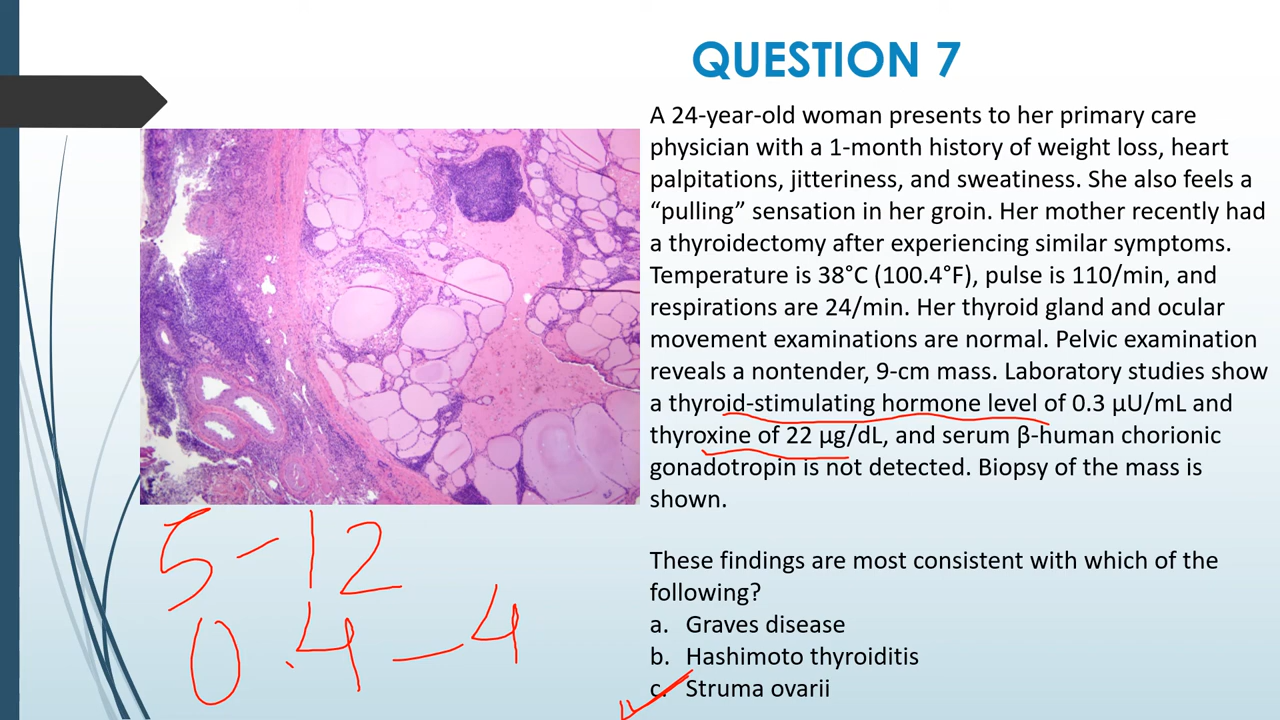 QUESTION 7
A 24-year-old woman presents to her primary care
physician with a 1-month history of weight loss, heart
palpitations, jitteriness, and sweatiness. She also feels a
“pulling” sensation in her groin. Her mother recently had
a thyroidectomy after experiencing similar symptoms.
Temperature is 38°C (100.4°F), pulse is 110/min, and
respirations are 24/min. Her thyroid gland and ocular
movement examinations are normal. Pelvic examination
reveals a nontender, 9-cm mass. Laboratory studies show
a thyroid-stimulating hormone level of 0.3 μU/mL and
thyroxine of 22 μg/dL, and serum β-human chorionic
gonadotropin is not detected. Biopsy of the mass is
shown.
These findings are most consistent with which of the
following?
a. Graves disease
b. Hashimoto thyroiditis
c. Struma ovarii
5-12
0.4-4